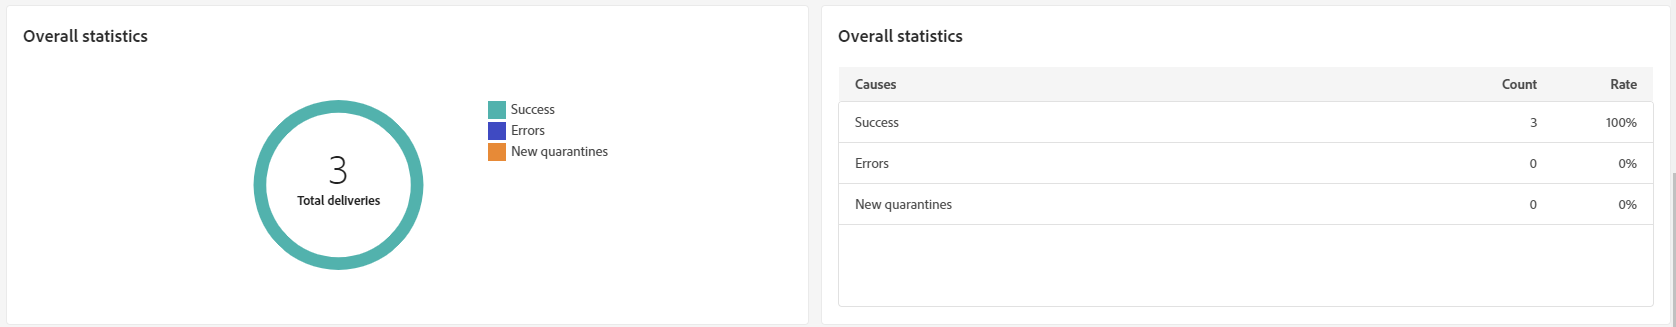 Overall statistics
3
Total deliveries
Success
Errors
New quarantines
Overall statistics
Causes Count Rate
Success 3 100%
Errors 0 0%
New quarantines 0 0%